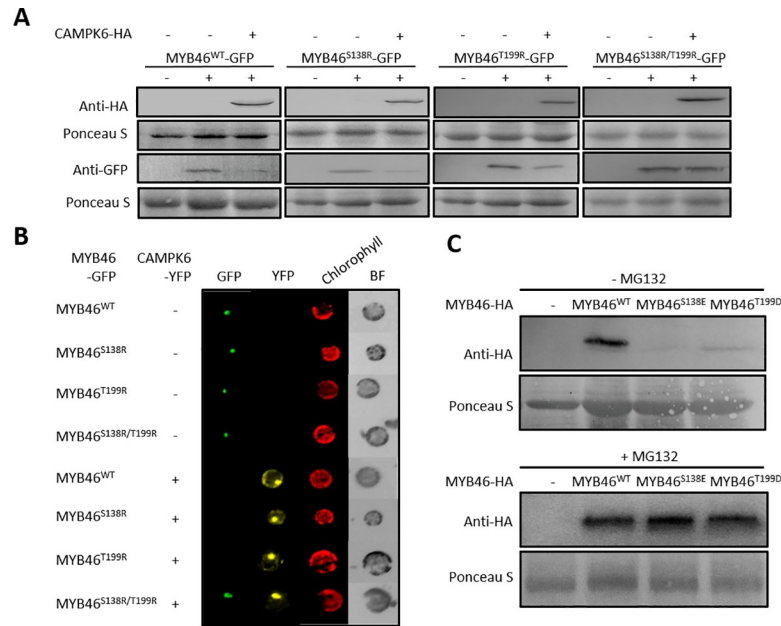 A
CAMPK6-HA - - + - - + - - + - - +
MYB46WT-GFP MYB46S138R-GFP MYB46T199R-GFP MYB46S138R/T199R-GFP
- + + - + + - + + - + +
Anti-HA
Ponceau S
Anti-GFP
Ponceau S
B
MYB46 -GFP CAMPK6 -YFP GFP YFP Chlorophyll BF
MYB46WT -
MYB46S138R -
MYB46T199R -
MYB46S138R/T199R -
MYB46WT +
MYB46S138R +
MYB46T199R +
MYB46S138R/T199R +
C
- MG132
MYB46-HA - MYB46WT MYB46S138E MYB46T199D
Anti-HA
Ponceau S
+ MG132
MYB46-HA - MYB46WT MYB46S138E MYB46T199D
Anti-HA
Ponceau S